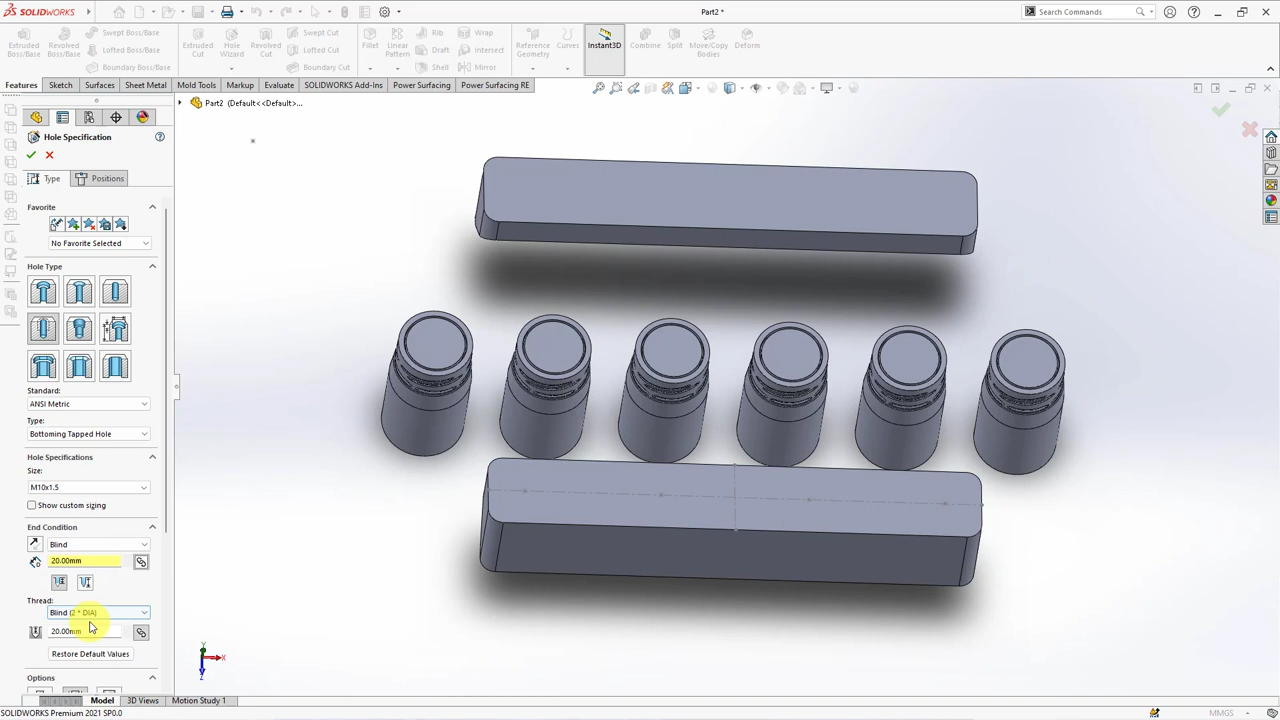 SOLIDWORKS
Part2 *
Search Commands
Extruded Boss/Base
Revolved Boss/Base
Swept Boss/Base
Lofted Boss/Base
Boundary Boss/Base
Extruded Cut
Hole Wizard
Revolved Cut
Swept Cut
Lofted Cut
Boundary Cut
Fillet
Linear Pattern
Rib
Draft
Shell
Wrap
Intersect
Mirror
Reference Geometry
Curves
Instant3D
Combine
Split
Move/Copy Bodies
Deform
Features
Sketch
Surfaces
Sheet Metal
Mold Tools
Markup
Evaluate
SOLIDWORKS Add-Ins
Power Surfacing
Power Surfacing RE
Part2 (Default<<Default>...
Hole Specification
Type
Positions
Favorite
No Favorite Selected
Hole Type
Standard:
ANSI Metric
Type:
Bottoming Tapped Hole
Hole Specifications
Size:
M10x1.5
Show custom sizing
End Condition
Blind
20.00mm
Thread:
Blind (2 * DIA)
20.00mm
Restore Default Values
Options
Y
X
Z
Model
3D Views
Motion Study 1
SOLIDWORKS Premium 2021 SP0.0
MMGS